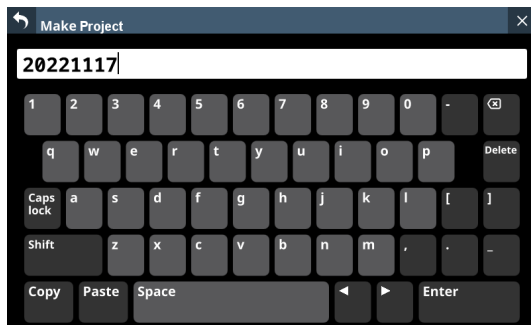 Make Project
20221117
1 2 3 4 5 6 7 8 9 0 -
q w e r t y u i o p Delete
Caps lock a s d f g h j k l [ ]
Shift z x c v b n m , . _
Copy Paste Space Enter